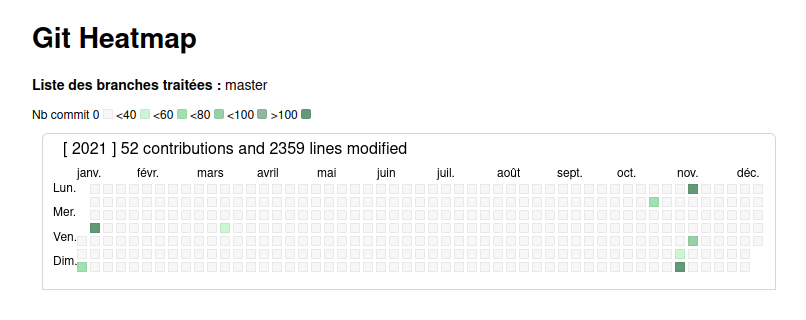 Git Heatmap
Liste des branches traitées : master
Nb commit 0 <40 <60 <80 <100 >100
[ 2021 ] 52 contributions and 2359 lines modified
janv. févr. mars avril mai juin juil. août sept. oct. nov. déc.
Lun.
Mer.
Ven.
Dim.